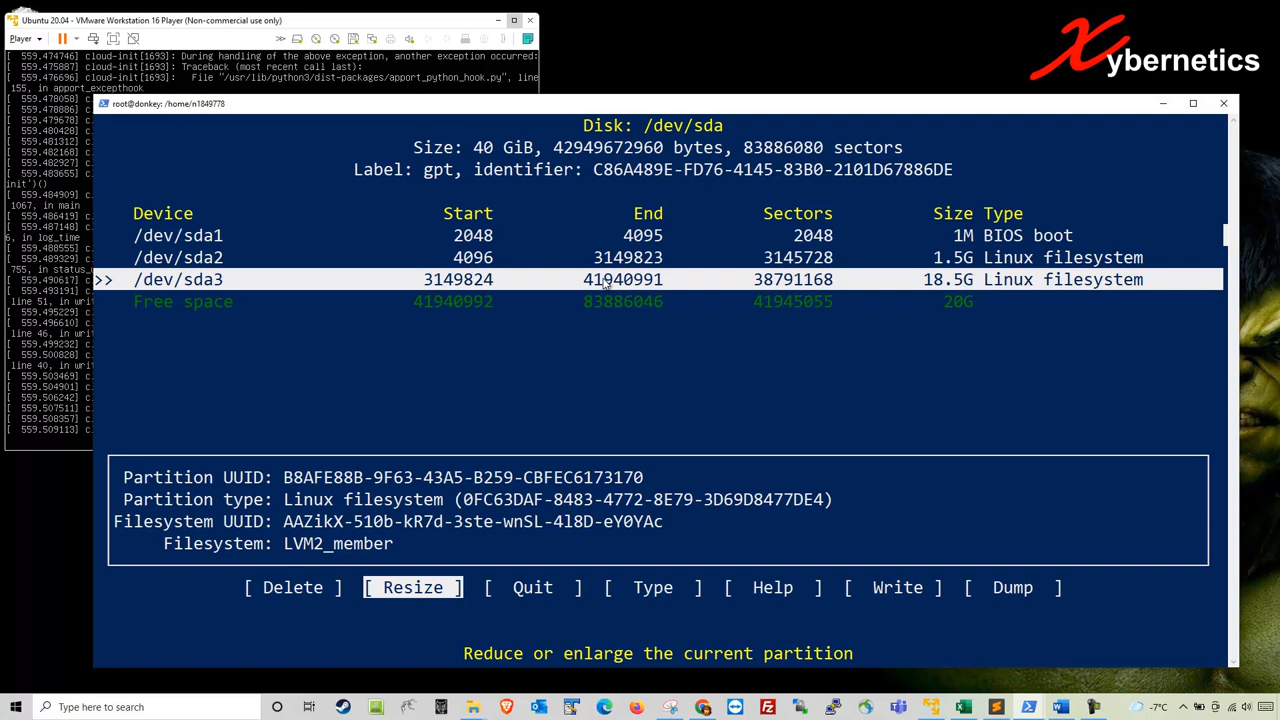 Ubuntu 20.04 - VMware Workstation 16 Player (Non-commercial use only)
Player
[ 559.474746] cloud-init[1693]: During handling of the above exception, another exception occurred:
[ 559.475887] cloud-init[1693]: Traceback (most recent call last):
[ 559.476696] cloud-init[1693]:   File "/usr/lib/python3/dist-packages/apport_python_hook.py", line
155, in apport_excepthook
[ 559.478058] c
[ 559.478886] c
[ 559.479678] c
[ 559.480428] c
[ 559.481312] c
[ 559.482168] c
[ 559.482927] c
[ 559.483655] c
init')()
[ 559.484909] c
1067, in main
[ 559.486419] c
6, in log_time
[ 559.488555] c
[ 559.489329] c
755, in status_
[ 559.490617] c
[ 559.493191] c
line 51, in writ
[ 559.495229] c
[ 559.496610] c
line 46, in writ
[ 559.499232] c
[ 559.500828] c
line 40, in writ
[ 559.503469] c
[ 559.504901] c
[ 559.506242] c
[ 559.507511] c
[ 559.508357] c
[ 559.509113] c
Xybernetics
root@donkey: /home/n1849778
Disk: /dev/sda
Size: 40 GiB, 42949672960 bytes, 83886080 sectors
Label: gpt, identifier: C86A489E-FD76-4145-83B0-2101D67886DE
Device Start End Sectors Size Type
/dev/sda1 2048 4095 2048 1M BIOS boot
/dev/sda2 4096 3149823 3145728 1.5G Linux filesystem
>> /dev/sda3 3149824 41940991 38791168 18.5G Linux filesystem
Free space 41940992 83886046 41945055 20G
Partition UUID: B8AFE88B-9F63-43A5-B259-CBFEC6173170
Partition type: Linux filesystem (0FC63DAF-8483-4772-8E79-3D69D8477DE4)
Filesystem UUID: AAZikX-510b-kR7d-3ste-wnSL-4l8D-eY0YAc
Filesystem: LVM2_member
[ Delete ] [ Resize ] [ Quit ] [ Type ] [ Help ] [ Write ] [ Dump ]
Reduce or enlarge the current partition
Type here to search
-7°C